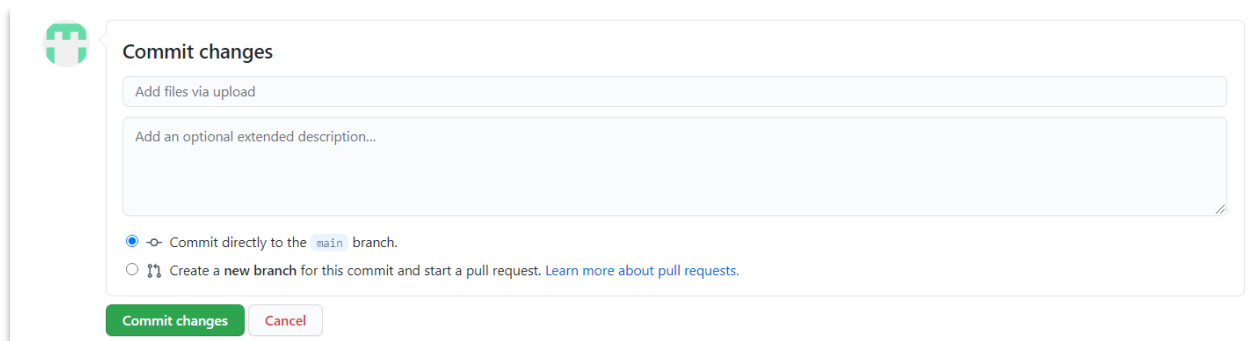 Commit changes
Add files via upload
Add an optional extended description...
Commit directly to the main branch.
Create a new branch for this commit and start a pull request. Learn more about pull requests.
Commit changes Cancel